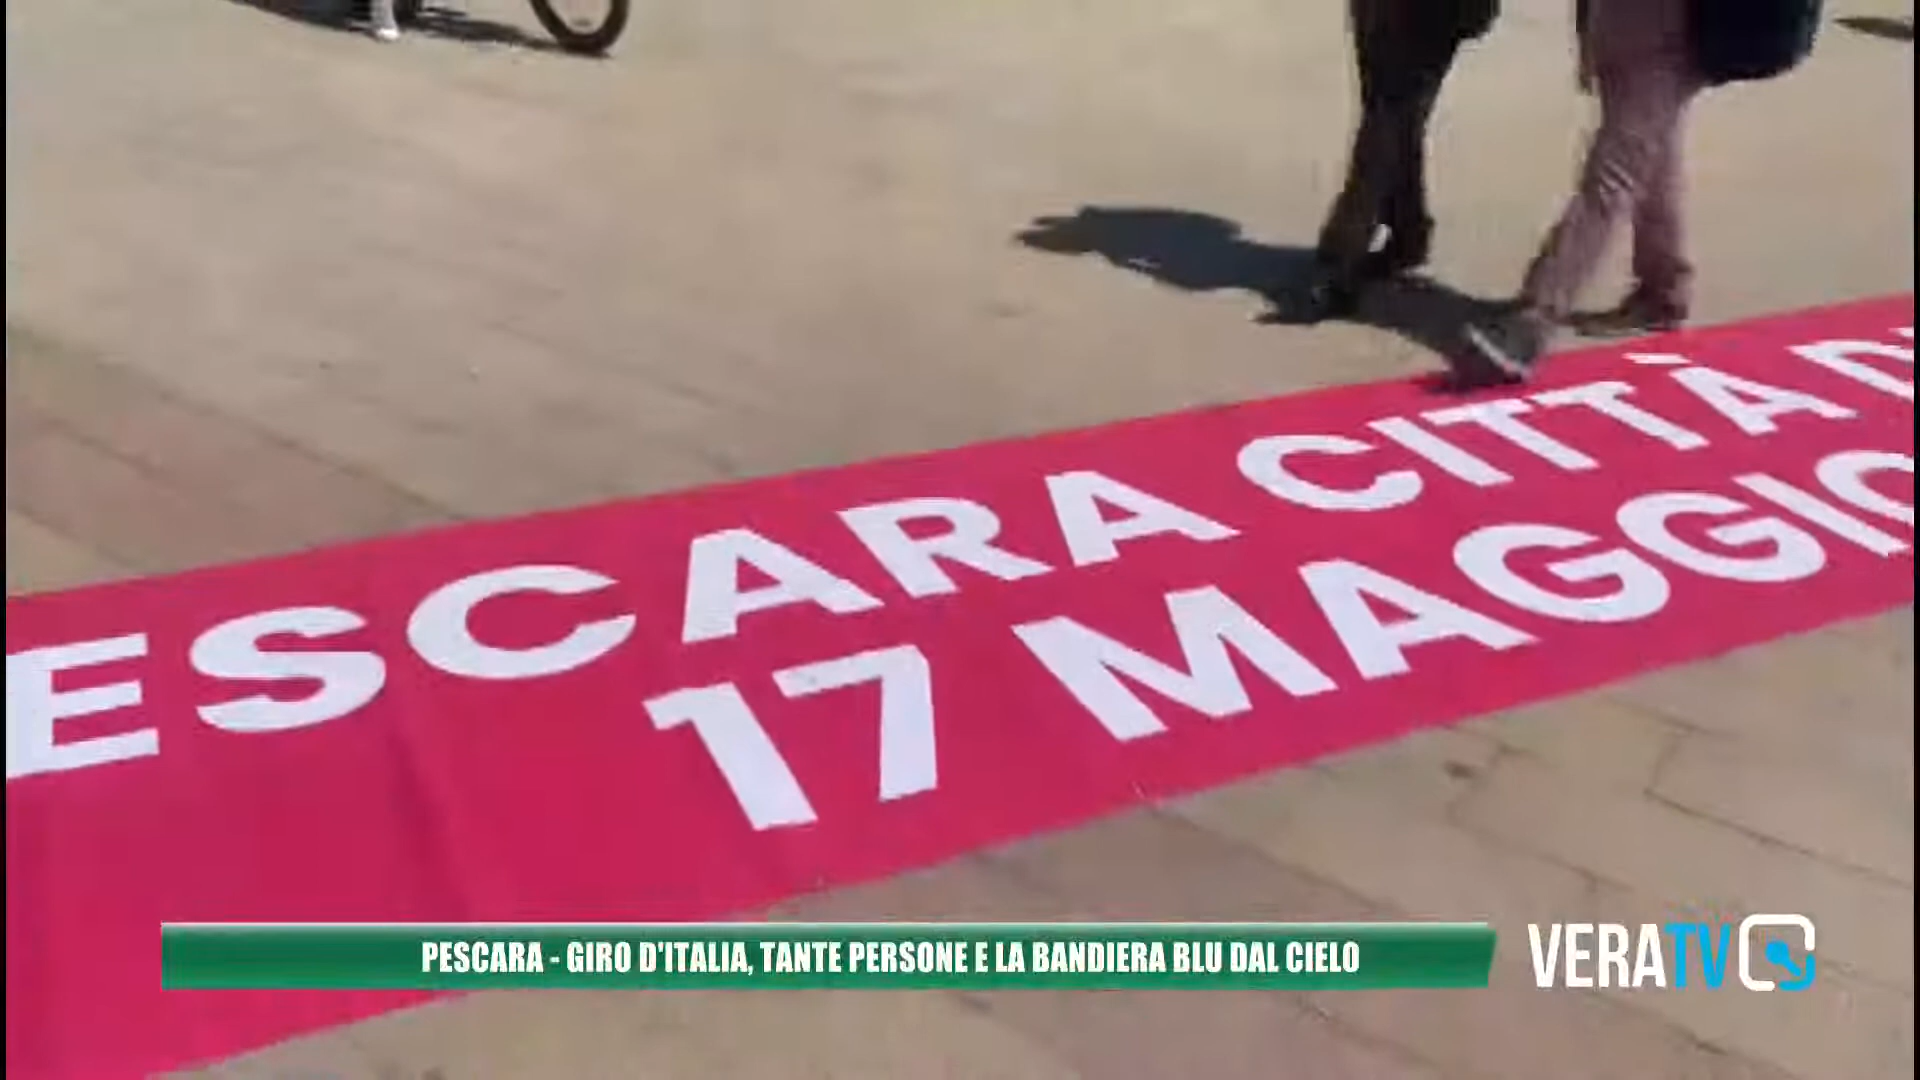 ESCARA CITTÀ D
17 MAGGIO
PESCARA - GIRO D'ITALIA, TANTE PERSONE E LA BANDIERA BLU DAL CIELO
VERATV